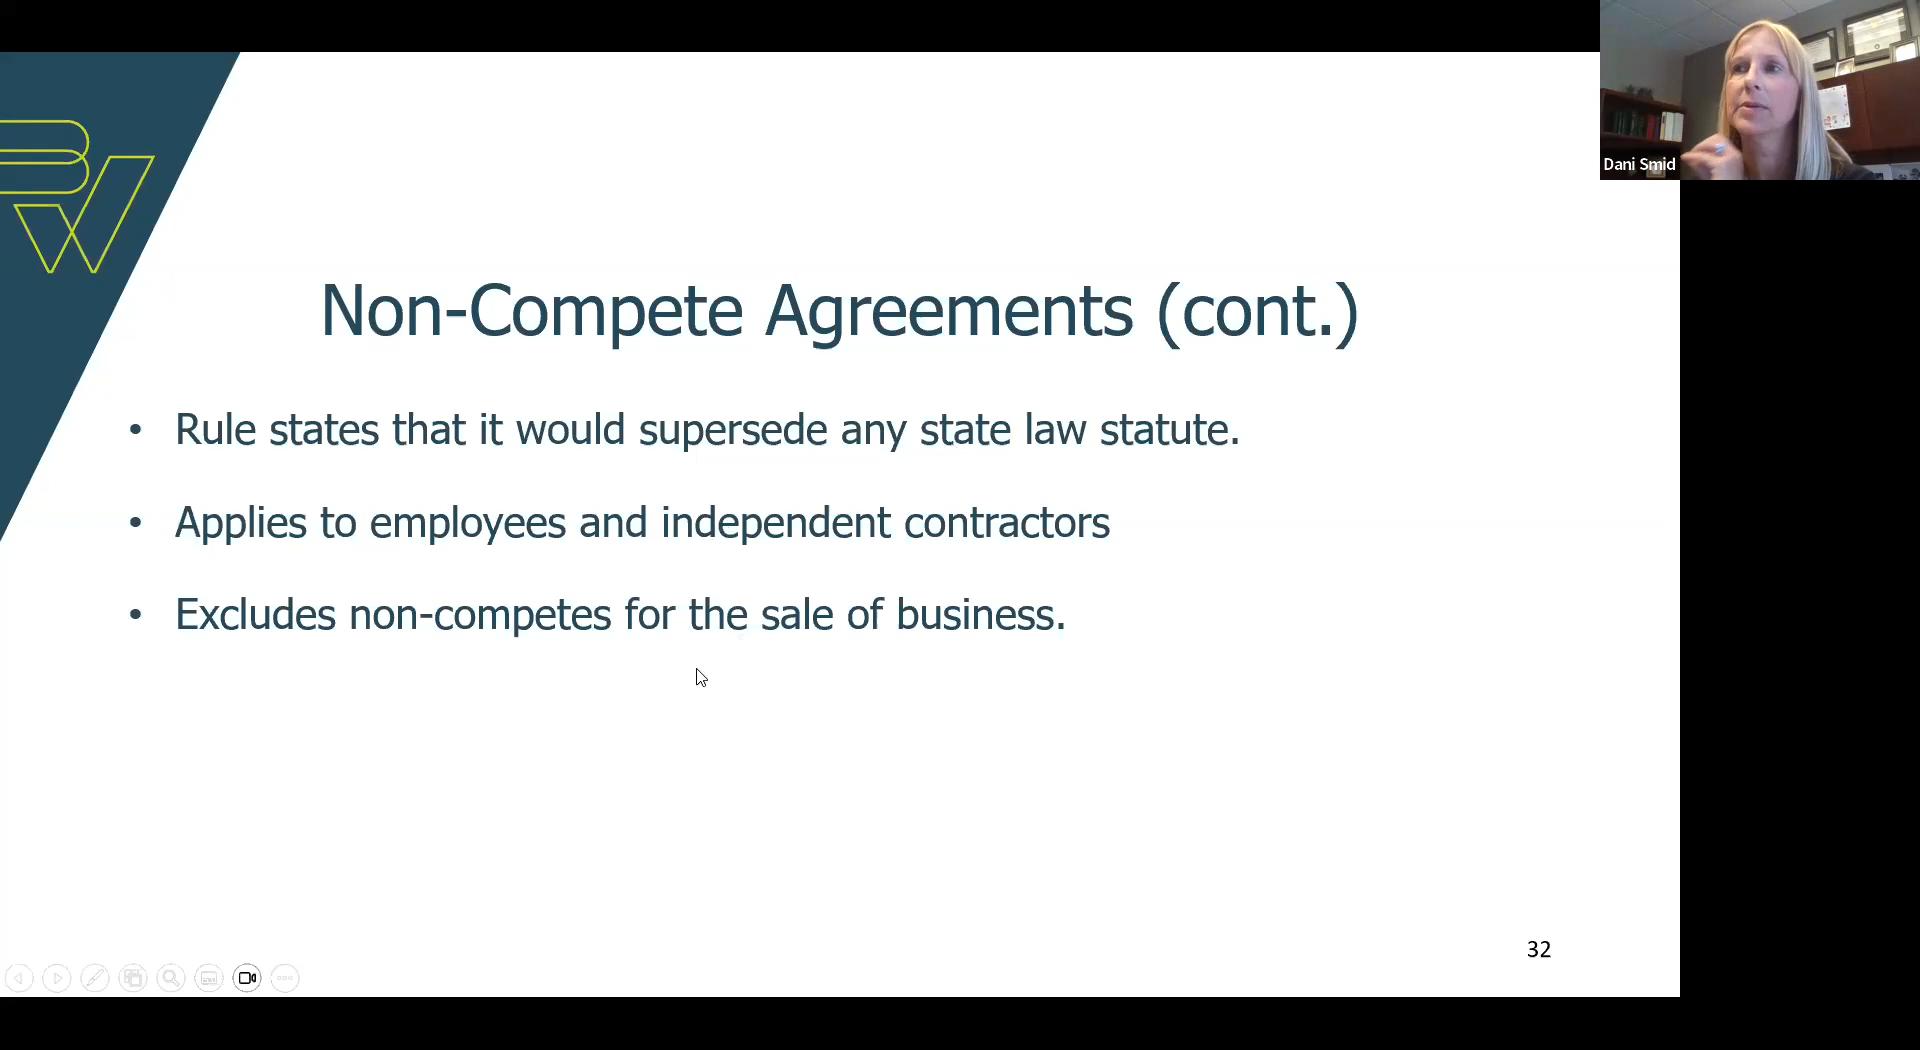 Dani Smid
Non-Compete Agreements (cont.)
• Rule states that it would supersede any state law statute.
• Applies to employees and independent contractors
• Excludes non-competes for the sale of business.
32